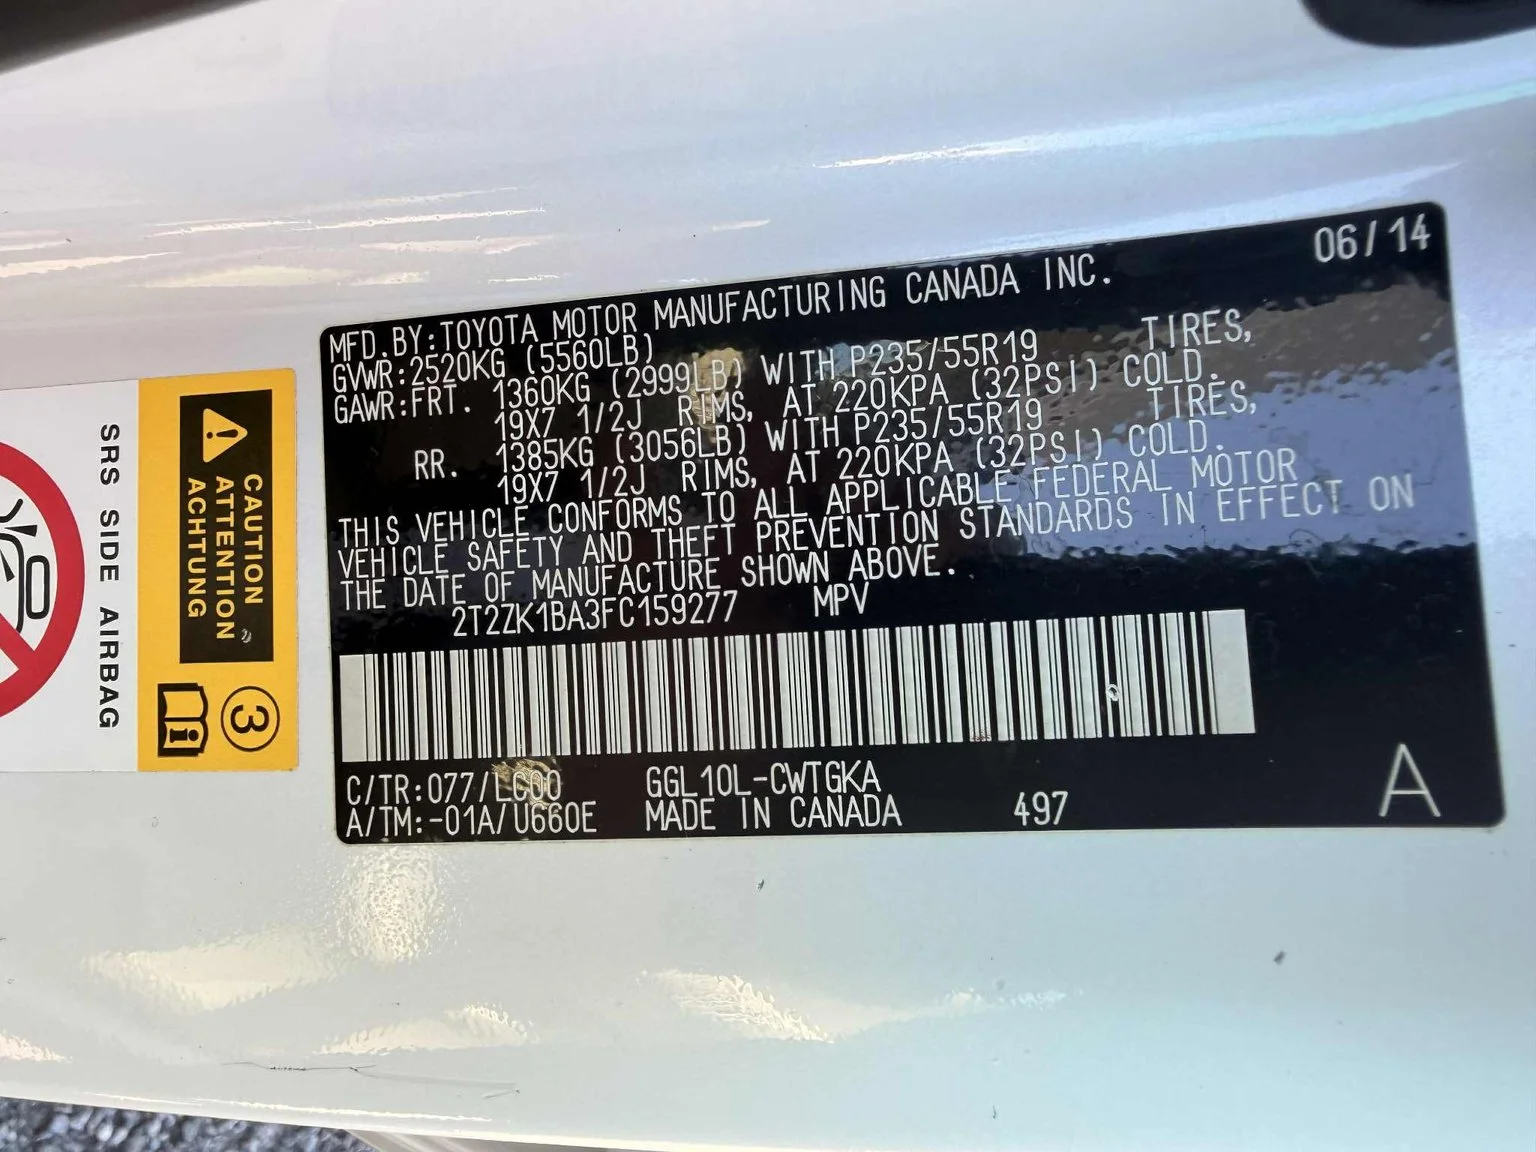 SRS SIDE AIRBAG
CAUTION
ATTENTION
ACHTUNG
3
i
06/14
MFD.BY:TOYOTA MOTOR MANUFACTURING CANADA INC.
GVWR:2520KG (5560LB)
GAWR:FRT. 1360KG (2999LB) WITH P235/55R19 TIRES,
19X7 1/2J RIMS, AT 220KPA (32PSI) COLD.
RR. 1385KG (3056LB) WITH P235/55R19 TIRES,
19X7 1/2J RIMS, AT 220KPA (32PSI) COLD.
THIS VEHICLE CONFORMS TO ALL APPLICABLE FEDERAL MOTOR
VEHICLE SAFETY AND THEFT PREVENTION STANDARDS IN EFFECT ON
THE DATE OF MANUFACTURE SHOWN ABOVE.
2T2ZK1BA3FC159277 MPV
C/TR:077/LC00 GGL10L-CWTGKA
A/TM:-01A/U660E MADE IN CANADA 497
A